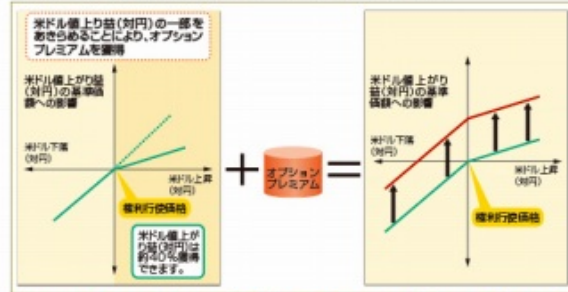 米ドル値上り益(対円)の一部を
あきらめることにより、オプション
プレミアムを獲得
米ドル値上がり
益(対円)の基準価
額への影響
米ドル下落
(対円)
米ドル上昇
(対円)
権利行使価格
米ドル値上が
り益(対円)は
約40%獲得
できます。
+
オプション
プレミアム
=
米ドル値上がり
益(対円)の基準
価額への影響
米ドル下落
(対円)
米ドル上昇
(対円)
権利行使価格